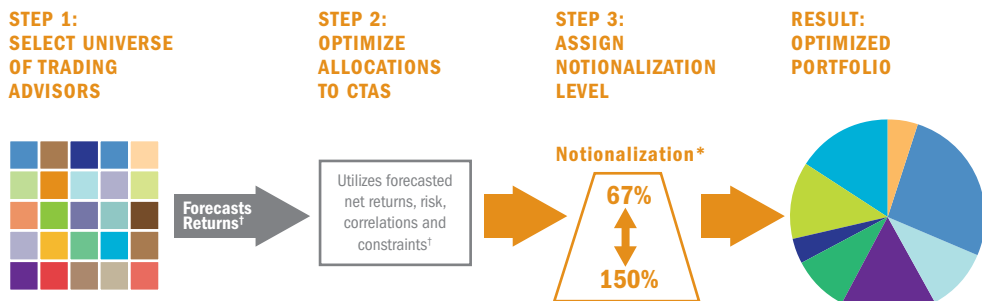 STEP 1:
SELECT UNIVERSE
OF TRADING
ADVISORS
STEP 2:
OPTIMIZE
ALLOCATIONS
TO CTAS
STEP 3:
ASSIGN
NOTIONALIZATION
LEVEL
RESULT:
OPTIMIZED
PORTFOLIO
Forecasts
Returns†
Utilizes forecasted
net returns, risk,
correlations and
constraints†
Notionalization*
67%
150%